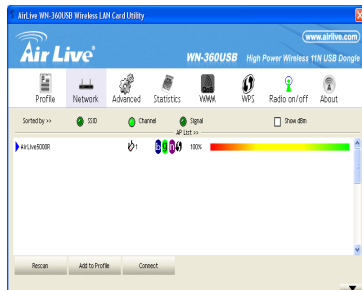 AirLive WN-360USB Wireless LAN Card Utility
www.airlive.com
Air Live®
WN-360USB High Power Wireless 11N USB Dongle
Profile Network Advanced Statistics WMM WPS Radio on/off About
Sorted by >> SSID Channel Signal Show dBm
AP List >>
AirLive5000R 1 b g n 100%
Rescan Add to Profile Connect